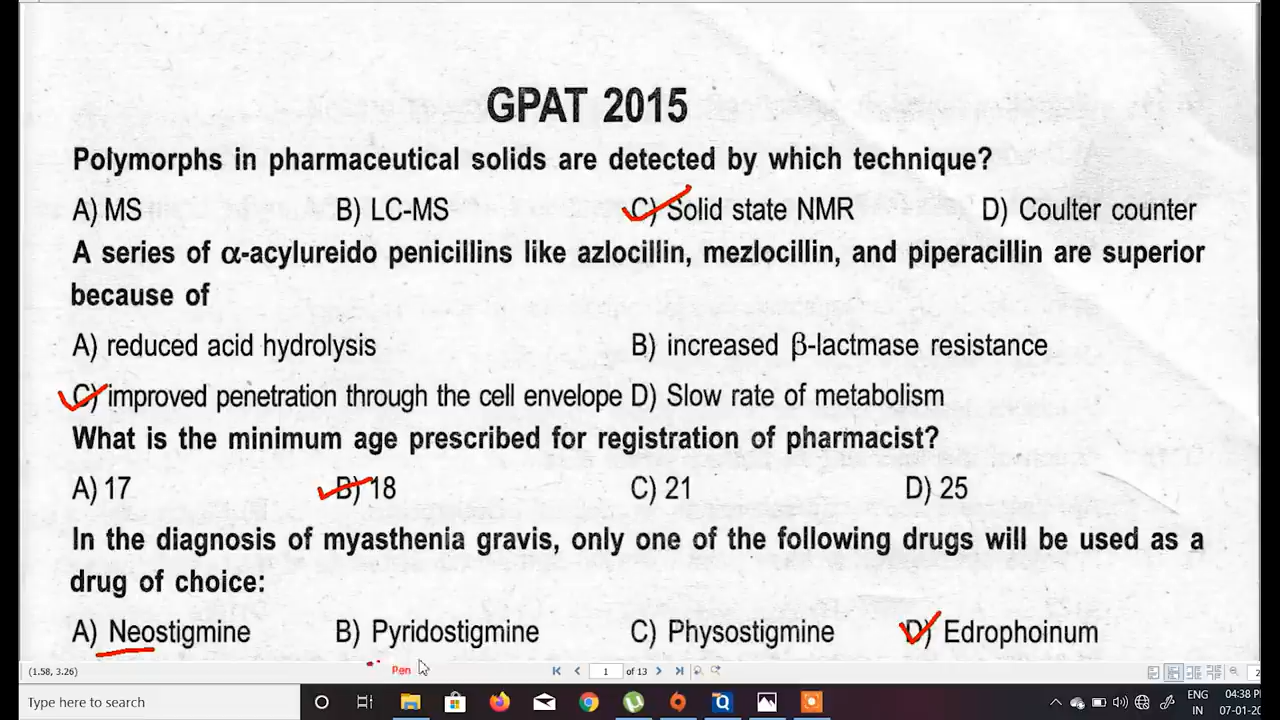 GPAT 2015
Polymorphs in pharmaceutical solids are detected by which technique?
A) MS B) LC-MS C) Solid state NMR D) Coulter counter
A series of α-acylureido penicillins like azlocillin, mezlocillin, and piperacillin are superior
because of
A) reduced acid hydrolysis B) increased β-lactmase resistance
C) improved penetration through the cell envelope D) Slow rate of metabolism
What is the minimum age prescribed for registration of pharmacist?
A) 17 B) 18 C) 21 D) 25
In the diagnosis of myasthenia gravis, only one of the following drugs will be used as a
drug of choice:
A) Neostigmine B) Pyridostigmine C) Physostigmine D) Edrophoinum
(1.58, 3.26) Pen 1 of 13 2
Type here to search ENG 04:38
IN 07-01-20